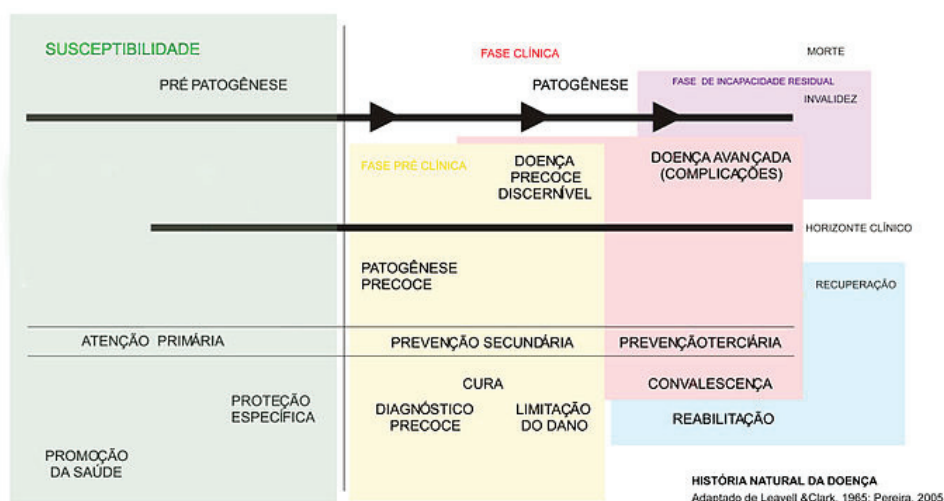 SUSCEPTIBILIDADE
FASE CLÍNICA
MORTE
PRÉ PATOGÊNESE
PATOGÊNESE
FASE DE INCAPACIDADE RESIDUAL
INVALIDEZ
FASE PRÉ CLÍNICA
DOENÇA
PRECOCE
DISCERNÍVEL
DOENÇA AVANÇADA
(COMPLICAÇÕES)
HORIZONTE CLÍNICO
PATOGÊNESE
PRECOCE
RECUPERAÇÃO
ATENÇÃO PRIMÁRIA
PREVENÇÃO SECUNDÁRIA
PREVENÇÃOTERCIÁRIA
CURA
CONVALESCENÇA
PROTEÇÃO
ESPECÍFICA
DIAGNÓSTICO
PRECOCE
LIMITAÇÃO
DO DANO
REABILITAÇÃO
PROMOÇÃO
DA SAÚDE
HISTÓRIA NATURAL DA DOENÇA
Adaptado de Leavell &Clark, 1965; Pereira, 2005